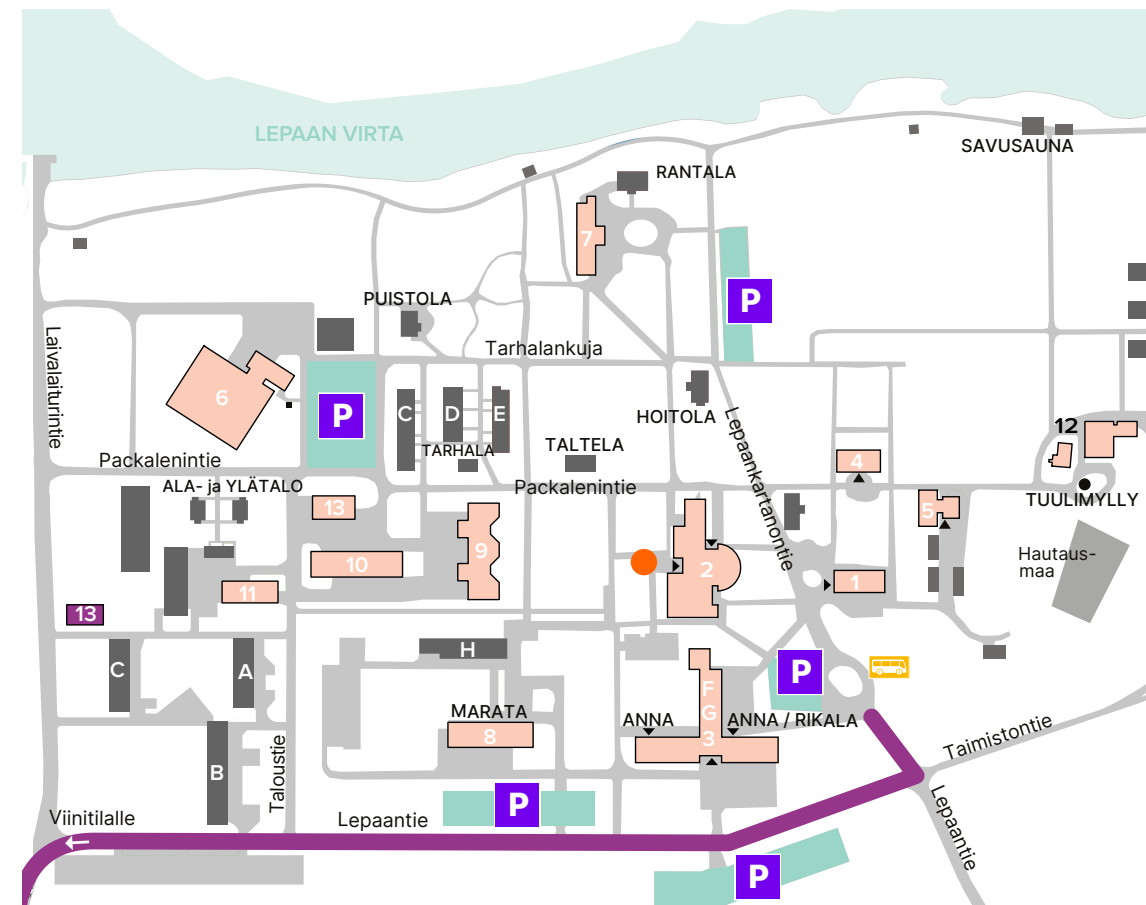 LEPAAN VIRTA
SAVUSAUNA
RANTALA
7
PUISTOLA
P
Laivalaiturintie
Tarhalankuja
6
P
C
D
E
HOITOLA
Lepaankartanontie
12
TARHALA
TALTELA
4
Packalenintie
ALA- ja YLÄTALO
Packalenintie
TUULIMYLLY
13
5
9
Hautaus-
maa
10
2
1
11
13
C
A
H
P
F
G
3
MARATA
8
ANNA
ANNA / RIKALA
Taimistontie
B
Taloustie
P
Viinitilalle
Lepaantie
Lepaantie
P